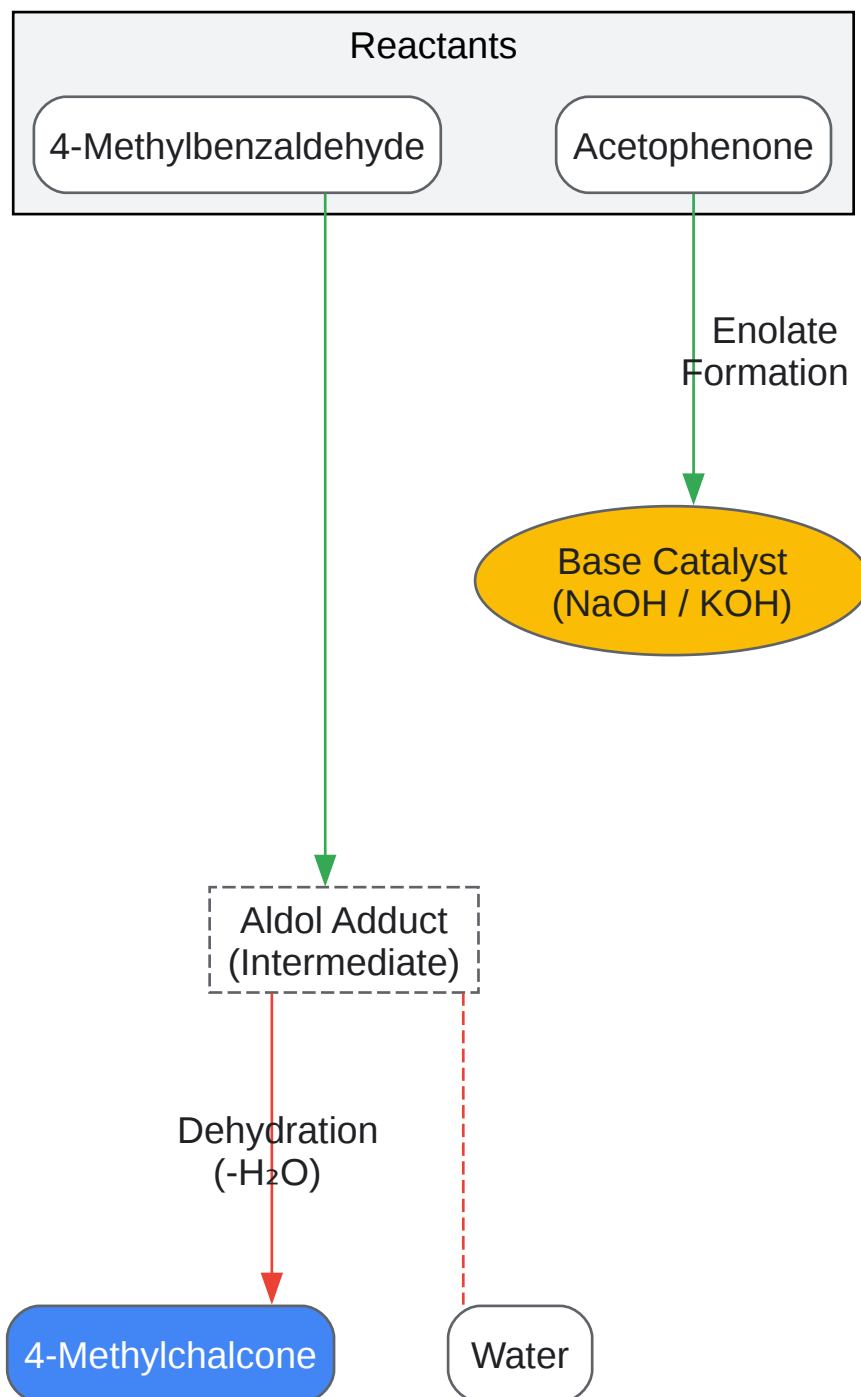 Reactants
4-Methylbenzaldehyde
Acetophenone
Enolate
Formation
Base Catalyst
(NaOH / KOH)
Aldol Adduct
(Intermediate)
Dehydration
(-H₂O)
4-Methylchalcone
Water